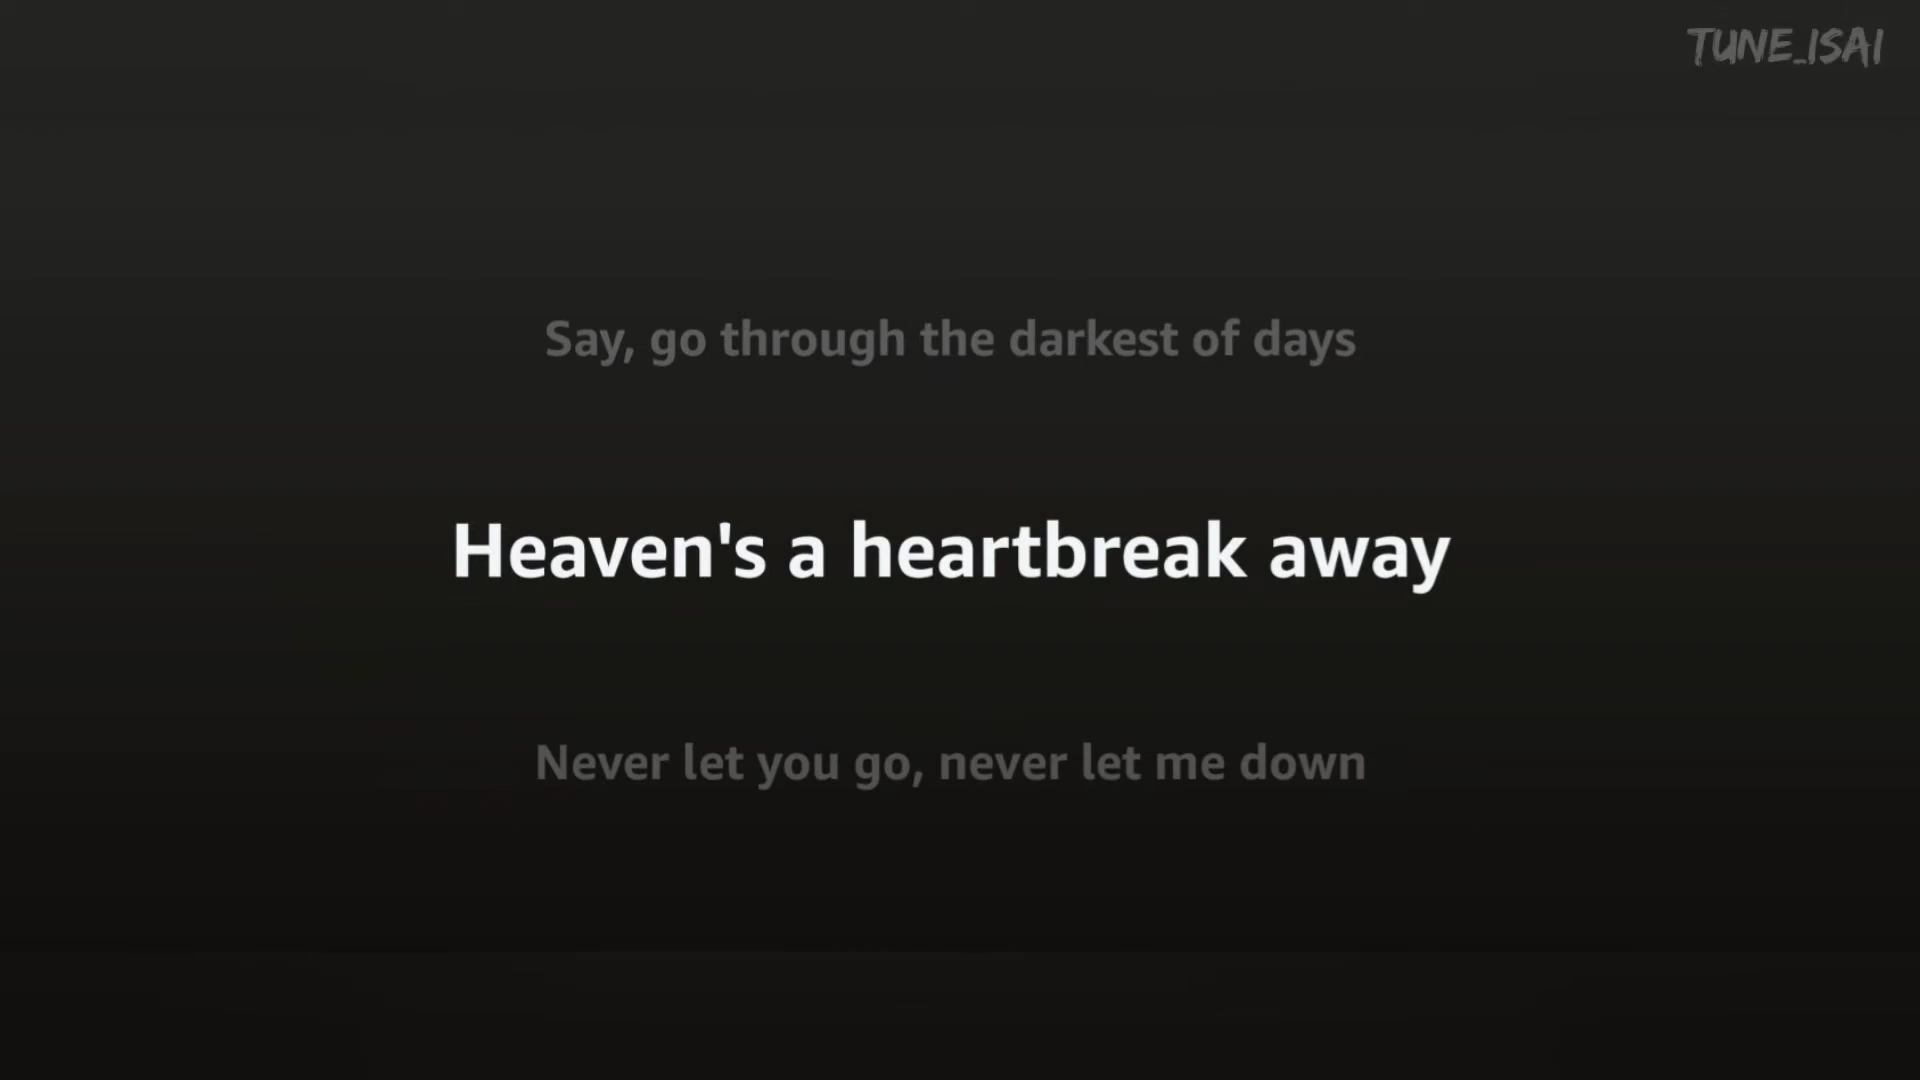 TUNE_ISAI
Say, go through the darkest of days
Heaven's a heartbreak away
Never let you go, never let me down